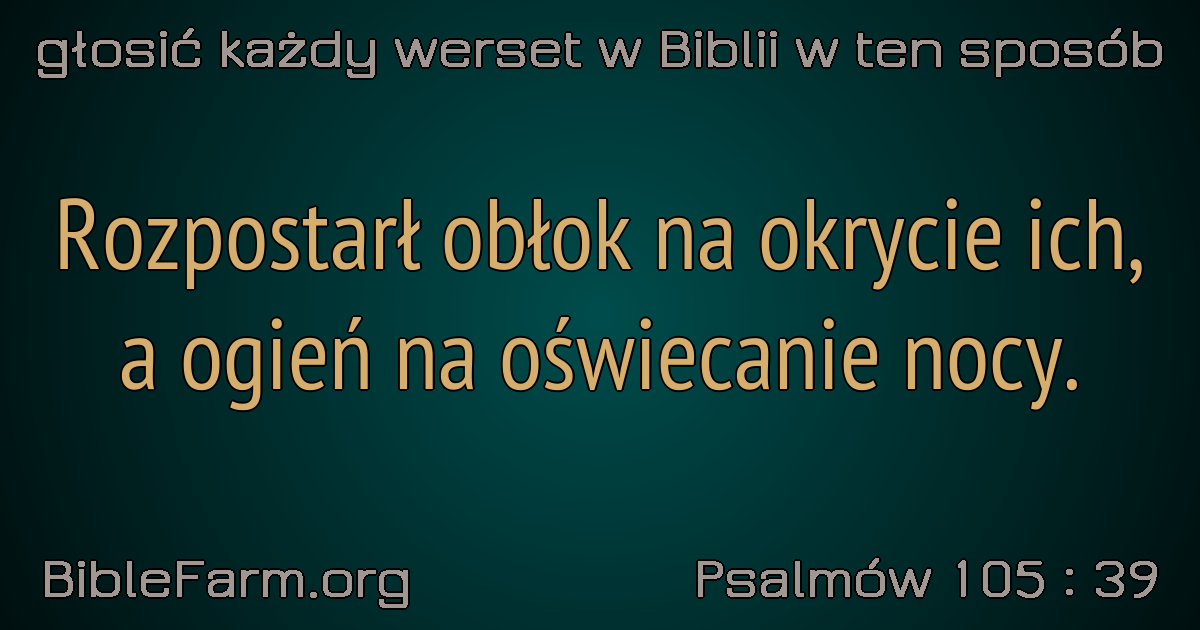 głosić każdy werset w Biblii w ten sposób
Rozpostarł obłok na okrycie ich,
a ogień na oświecanie nocy.
BibleFarm.org
Psalmów 105 : 39